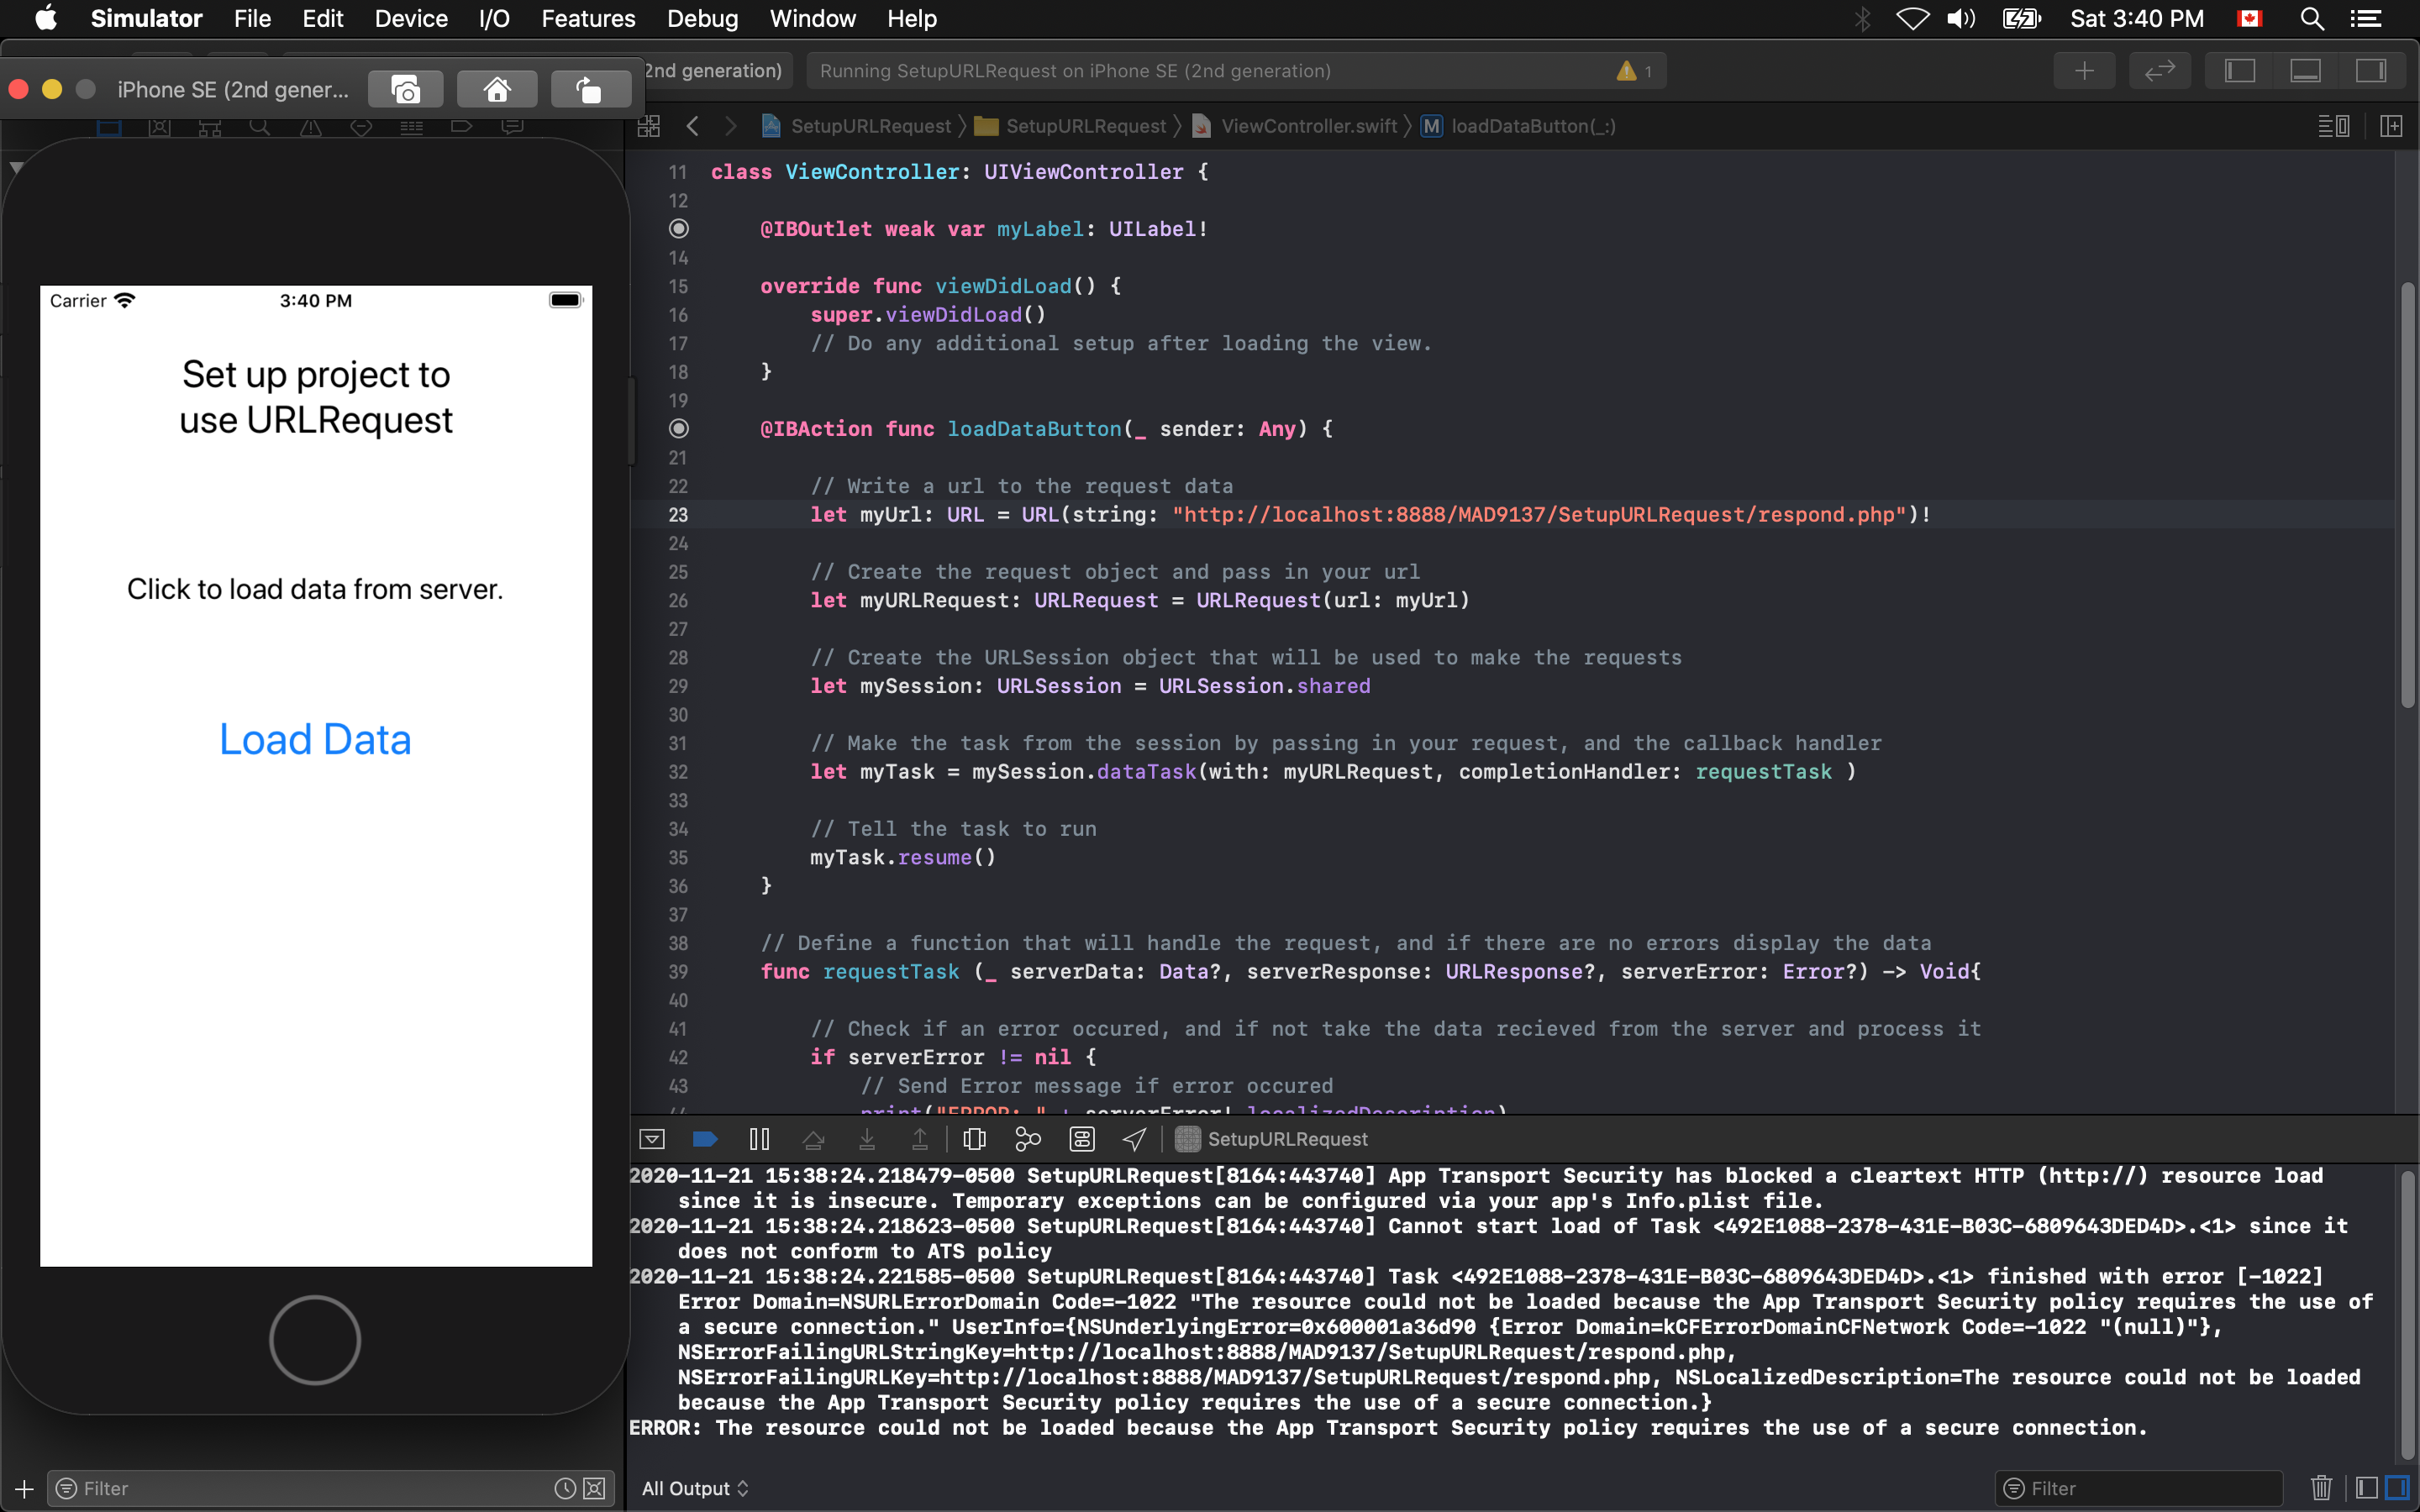 Simulator File Edit Device I/O Features Debug Window Help Sat 3:40 PM
iPhone SE (2nd gener...
2nd generation)
Running SetupURLRequest on iPhone SE (2nd generation)
1
SetupURLRequest SetupURLRequest ViewController.swift M loadDataButton(_:)
Carrier 3:40 PM
Set up project to
use URLRequest
Click to load data from server.
Load Data
11 class ViewController: UIViewController {
12
@IBOutlet weak var myLabel: UILabel!
14
15 override func viewDidLoad() {
16 super.viewDidLoad()
17 // Do any additional setup after loading the view.
18 }
19
@IBAction func loadDataButton(_ sender: Any) {
21
22 // Write a url to the request data
23 let myUrl: URL = URL(string: "http://localhost:8888/MAD9137/SetupURLRequest/respond.php")!
24
25 // Create the request object and pass in your url
26 let myURLRequest: URLRequest = URLRequest(url: myUrl)
27
28 // Create the URLSession object that will be used to make the requests
29 let mySession: URLSession = URLSession.shared
30
31 // Make the task from the session by passing in your request, and the callback handler
32 let myTask = mySession.dataTask(with: myURLRequest, completionHandler: requestTask )
33
34 // Tell the task to run
35 myTask.resume()
36 }
37
38 // Define a function that will handle the request, and if there are no errors display the data
39 func requestTask (_ serverData: Data?, serverResponse: URLResponse?, serverError: Error?) -> Void{
40
41 // Check if an error occured, and if not take the data recieved from the server and process it
42 if serverError != nil {
43 // Send Error message if error occured
44 print("ERROR: " + serverError!.localizedDescription)
SetupURLRequest
2020-11-21 15:38:24.218479-0500 SetupURLRequest[8164:443740] App Transport Security has blocked a cleartext HTTP (http://) resource load
since it is insecure. Temporary exceptions can be configured via your app's Info.plist file.
2020-11-21 15:38:24.218623-0500 SetupURLRequest[8164:443740] Cannot start load of Task <492E1088-2378-431E-B03C-6809643DED4D>.<1> since it
does not conform to ATS policy
2020-11-21 15:38:24.221585-0500 SetupURLRequest[8164:443740] Task <492E1088-2378-431E-B03C-6809643DED4D>.<1> finished with error [-1022]
Error Domain=NSURLErrorDomain Code=-1022 "The resource could not be loaded because the App Transport Security policy requires the use of
a secure connection." UserInfo={NSUnderlyingError=0x600001a36d90 {Error Domain=kCFErrorDomainCFNetwork Code=-1022 "(null)"},
NSErrorFailingURLStringKey=http://localhost:8888/MAD9137/SetupURLRequest/respond.php,
NSErrorFailingURLKey=http://localhost:8888/MAD9137/SetupURLRequest/respond.php, NSLocalizedDescription=The resource could not be loaded
because the App Transport Security policy requires the use of a secure connection.}
ERROR: The resource could not be loaded because the App Transport Security policy requires the use of a secure connection.
Filter
All Output
Filter